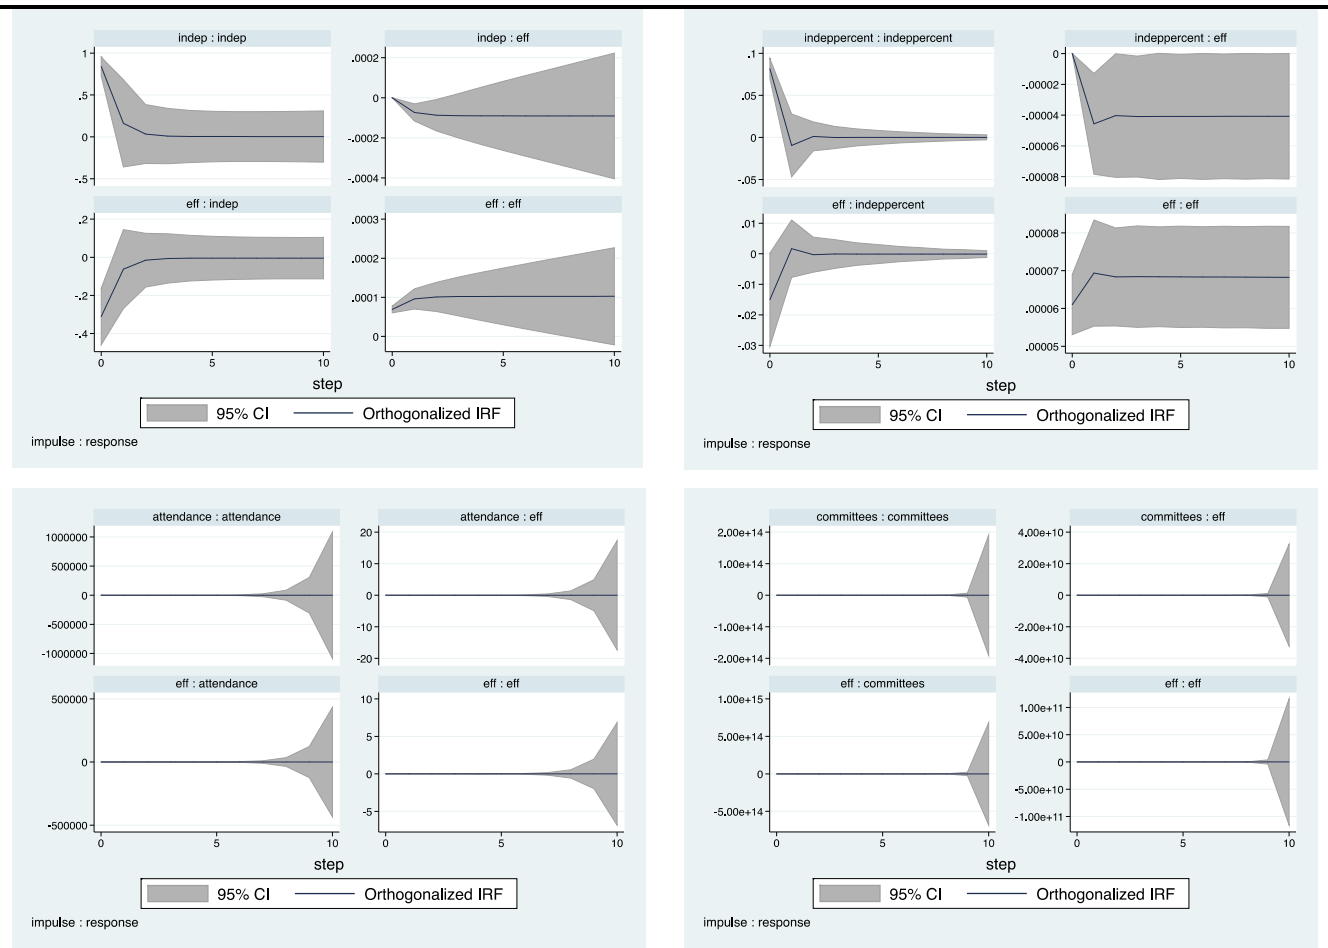 indep : indep
indep : eff
1
.5
0
-.5
.0002
0
-.0002
-.0004
eff : indep
eff : eff
.2
0
-.2
-.4
.0003
.0002
.0001
0
0 5 10
0 5 10
step
95% CI Orthogonalized IRF
impulse : response
indeppercent : indeppercent
indeppercent : eff
.1
.05
0
-.05
0
-.00002
-.00004
-.00006
-.00008
eff : indeppercent
eff : eff
.01
0
-.01
-.02
-.03
.00008
.00007
.00006
.00005
0 5 10
0 5 10
step
95% CI Orthogonalized IRF
impulse : response
attendance : attendance
attendance : eff
1000000
500000
0
-500000
-1000000
20
10
0
-10
-20
eff : attendance
eff : eff
500000
0
-500000
10
5
0
-5
0 5 10
0 5 10
step
95% CI Orthogonalized IRF
impulse : response
committees : committees
committees : eff
2.00e+14
1.00e+14
0
-1.00e+14
-2.00e+14
4.00e+10
2.00e+10
0
-2.00e+10
-4.00e+10
eff : committees
eff : eff
1.00e+15
5.00e+14
0
-5.00e+14
1.00e+11
5.00e+10
0
-5.00e+10
-1.00e+11
0 5 10
0 5 10
step
95% CI Orthogonalized IRF
impulse : response